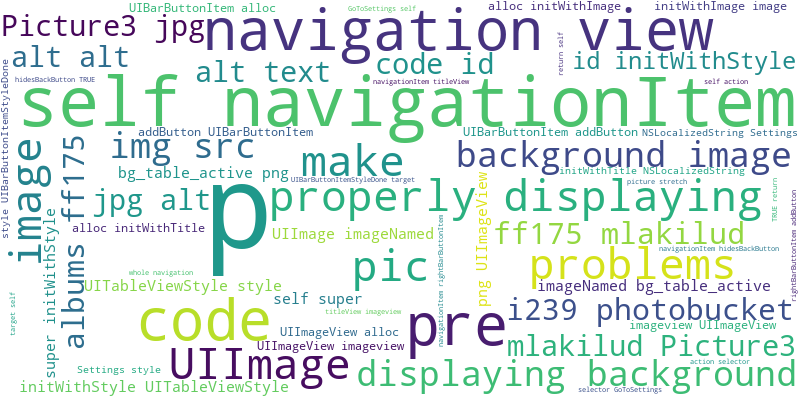 UIBarButtonItem alloc
GoToSettings self
alloc initWithImage
initWithImage image
Picture3 jpg
navigation view
return self
alt alt
alt text
code id
id initWithStyle
hidesBackButton TRUE
navigationItem titleView
self action
self navigationItem
style UIBarButtonItemStyleDone
addButton UIBarButtonItem
UIBarButtonItem addButton
NSLocalizedString Settings
img src
make
background image
image
albums ff175
bg_table_active png
UIBarButtonItemStyleDone target
initWithTitle NSLocalizedString
picture stretch
TRUE return
jpg alt
p
properly displaying
png UIImageView
rightBarButtonItem addButton
super initWithStyle
alloc initWithTitle
UIImage imageNamed
navigationItem rightBarButtonItem
ff175 mlakilud
navigationItem hidesBackButton
pic
problems
whole navigation
UITableViewStyle style
imageNamed bg_table_active
target self
self super
titleView imageview
code
pre
i239 photobucket
UIImageView alloc
imageview UIImageView
UIImageView imageview
UIImage
mlakilud Picture3
Settings style
displaying background
action selector
initWithStyle UITableViewStyle
selector GoToSettings